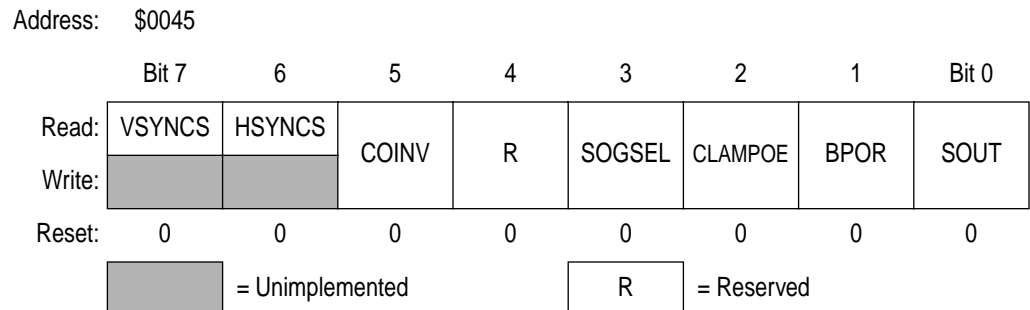 Address: $0045
Bit 7 6 5 4 3 2 1 Bit 0
Read: VSYNCS HSYNCS COINV R SOGSEL CLAMPOE BPOR SOUT
Write:
Reset: 0 0 0 0 0 0 0 0
= Unimplemented R = Reserved